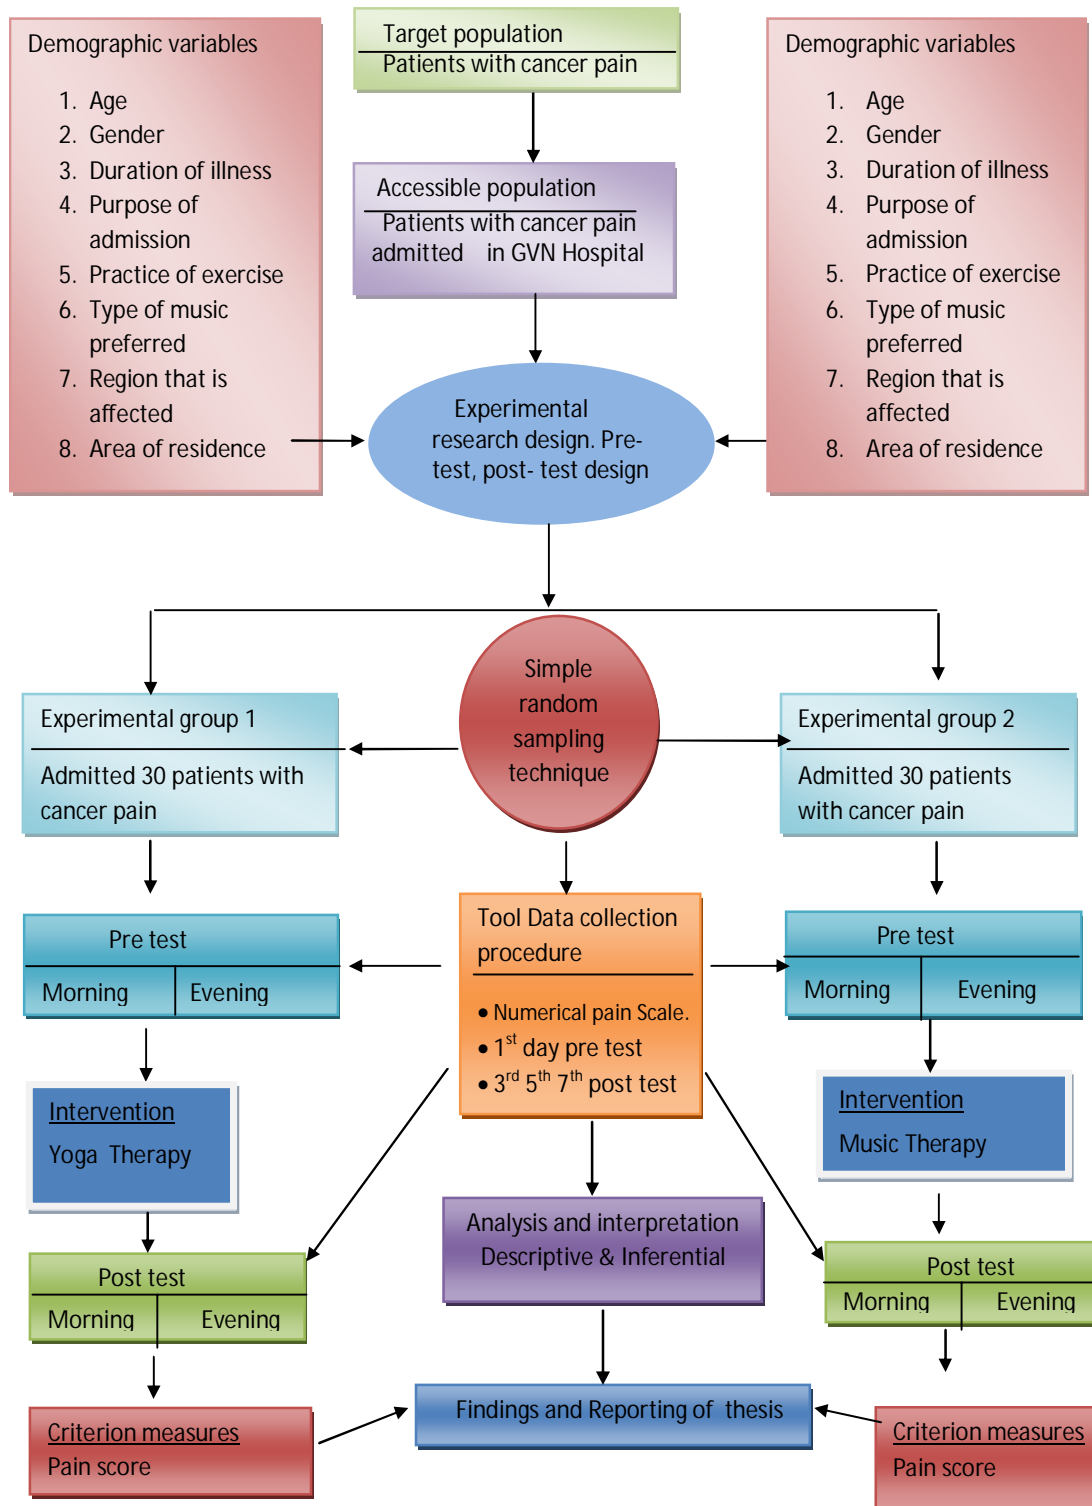 Demographic variables
1. Age
2. Gender
3. Duration of illness
4. Purpose of
admission
5. Practice of exercise
6. Type of music
preferred
7. Region that is
affected
8. Area of residence
Target population
Patients with cancer pain
Accessible population
Patients with cancer pain
admitted in GVN Hospital
Demographic variables
1. Age
2. Gender
3. Duration of illness
4. Purpose of
admission
5. Practice of exercise
6. Type of music
preferred
7. Region that is
affected
8. Area of residence
Experimental
research design. Pre-
test, post- test design
Simple
random
sampling
technique
Experimental group 1
Admitted 30 patients with
cancer pain
Experimental group 2
Admitted 30 patients
with cancer pain
Pre test
Morning Evening
Tool Data collection
procedure
• Numerical pain Scale.
• 1st day pre test
• 3rd 5th 7th post test
Pre test
Morning Evening
Intervention
Yoga Therapy
Intervention
Music Therapy
Analysis and interpretation
Descriptive & Inferential
Post test
Morning Evening
Post test
Morning Evening
Criterion measures
Pain score
Findings and Reporting of thesis
Criterion measures
Pain score